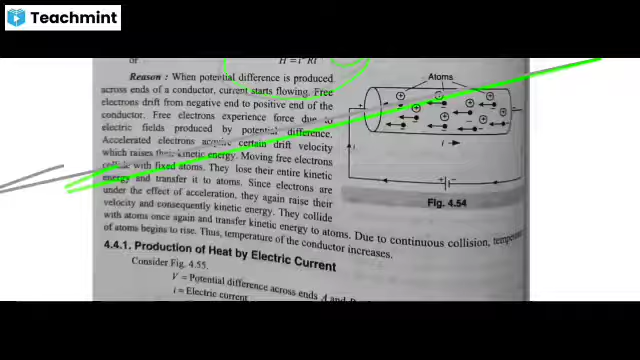 Teachmint
or
H = i² Rt
Reason : When potential difference is produced
across ends of a conductor, current starts flowing. Free
electrons drift from negative end to positive end of the
conductor. Free electrons experience force due to
electric fields produced by potential difference.
Accelerated electrons acquire certain drift velocity
which raises their kinetic energy. Moving free electrons
collide with fixed atoms. They lose their entire kinetic
energy and transfer it to atoms. Since electrons are
under the effect of acceleration, they again raise their
velocity and consequently kinetic energy. They collide
with atoms once again and transfer kinetic energy to atoms. Due to continuous collision,
of atoms begins to rise. Thus, temperature of the conductor increases.
Atoms
+
−
i
i
+ −
Fig. 4.54
4.4.1. Production of Heat by Electric Current
Consider Fig. 4.55.
V = Potential difference across ends A and
i = Electric current